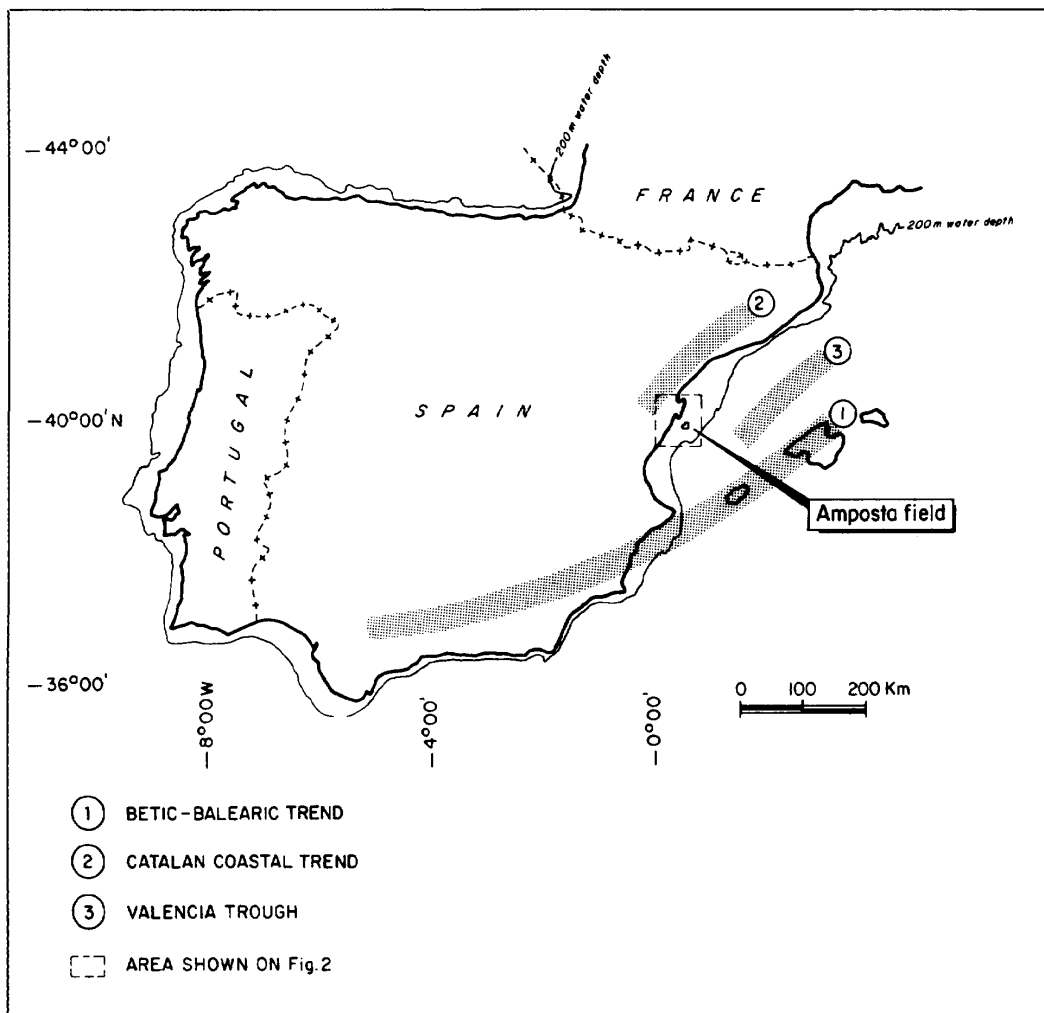 200m water depth
—44°00'
FRANCE
200m water depth
2
3
—40°00'N
SPAIN
1
PORTUGAL
Amposta field
—36°00'
—8°00W
—4°00'
—0°00'
0 100 200 Km
1 BETIC-BALEARIC TREND
2 CATALAN COASTAL TREND
3 VALENCIA TROUGH
AREA SHOWN ON Fig.2